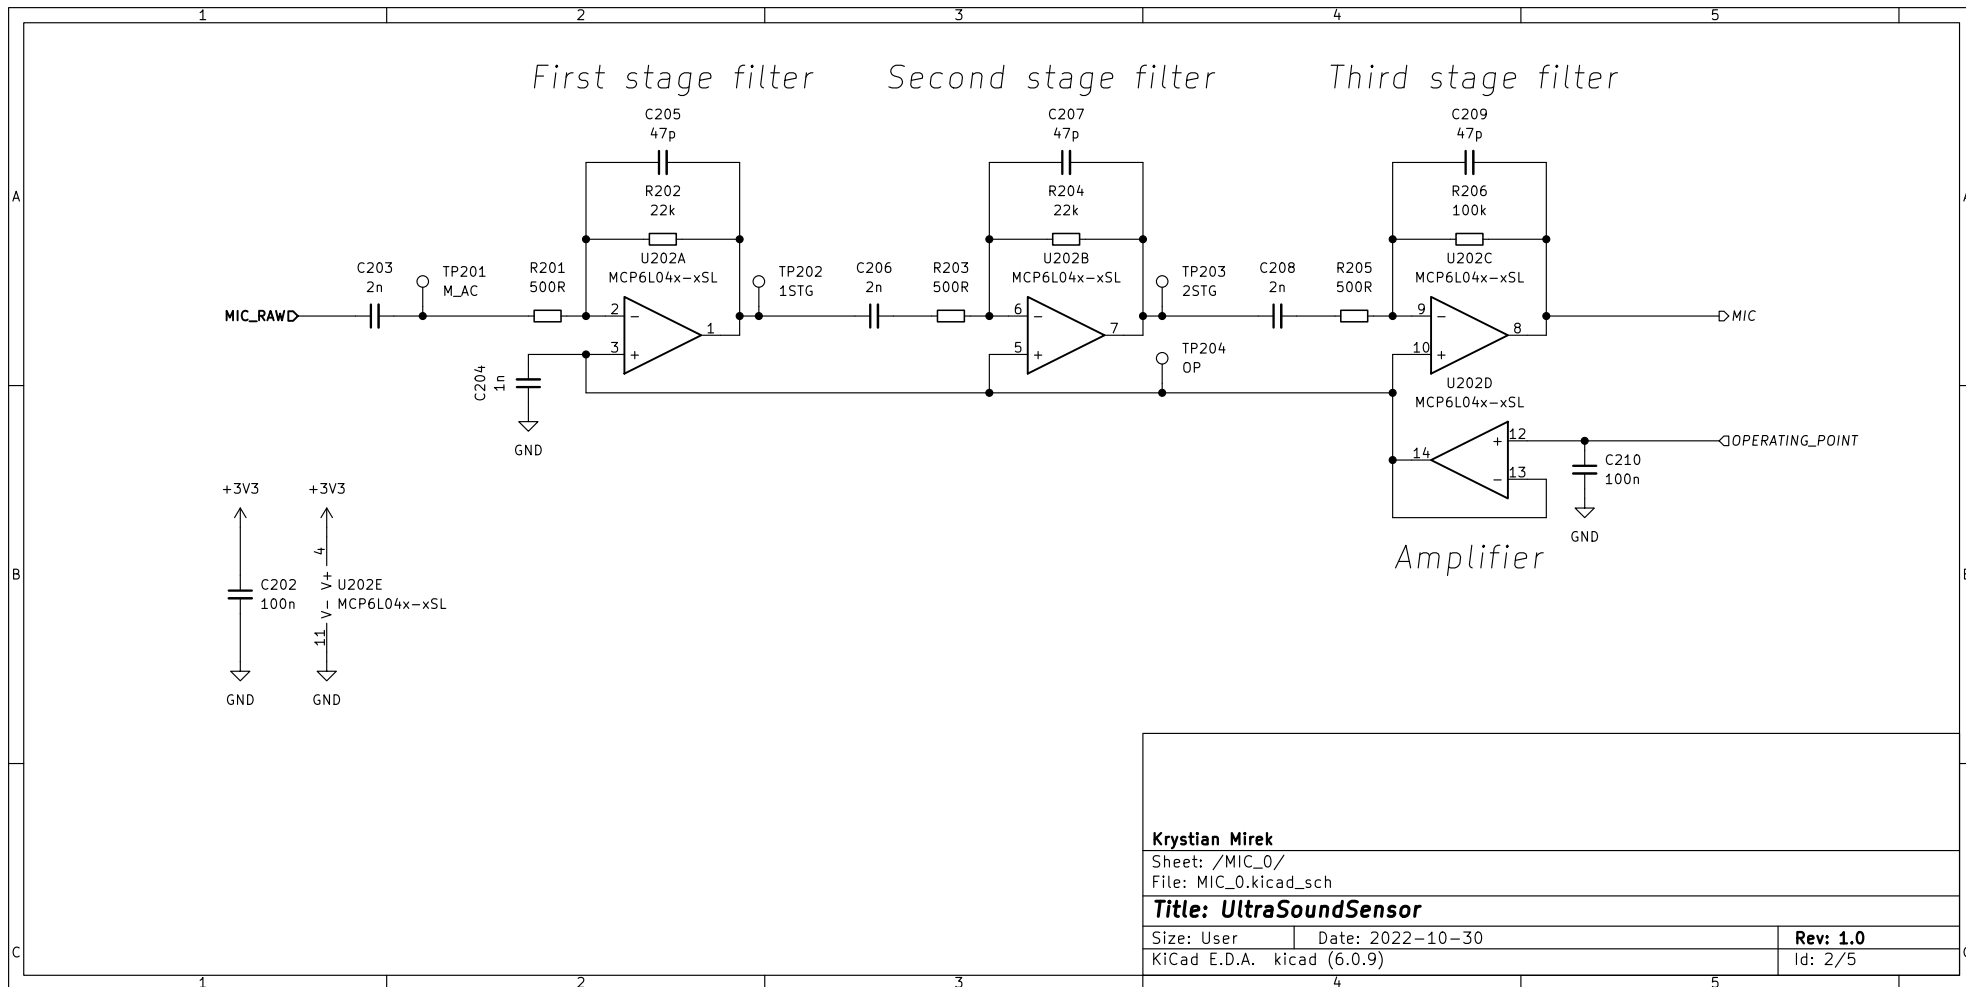 1 2 3 4 5
First stage filter
Second stage filter
Third stage filter
C205
47p
C207
47p
C209
47p
A
A
R202
22k
R204
22k
R206
100k
U202A
MCP6L04x-xSL
U202B
MCP6L04x-xSL
U202C
MCP6L04x-xSL
C203
2n
TP201
M_AC
R201
500R
TP202
1STG
C206
2n
R203
500R
TP203
2STG
C208
2n
R205
500R
MIC_RAW
2
-
3
+
1
6
-
5
+
7
9
-
10
+
8
MIC
C204
1n
GND
TP204
OP
U202D
MCP6L04x-xSL
12
+
13
-
14
OPERATING_POINT
C210
100n
GND
Amplifier
+3V3
+3V3
B
C202
100n
4
V+
V-
11
U202E
MCP6L04x-xSL
GND
GND
Krystian Mirek
Sheet: /MIC_0/
File: MIC_0.kicad_sch
Title: UltraSoundSensor
Size: User
Date: 2022-10-30
Rev: 1.0
KiCad E.D.A. kicad (6.0.9)
Id: 2/5
C
1 2 3 4 5